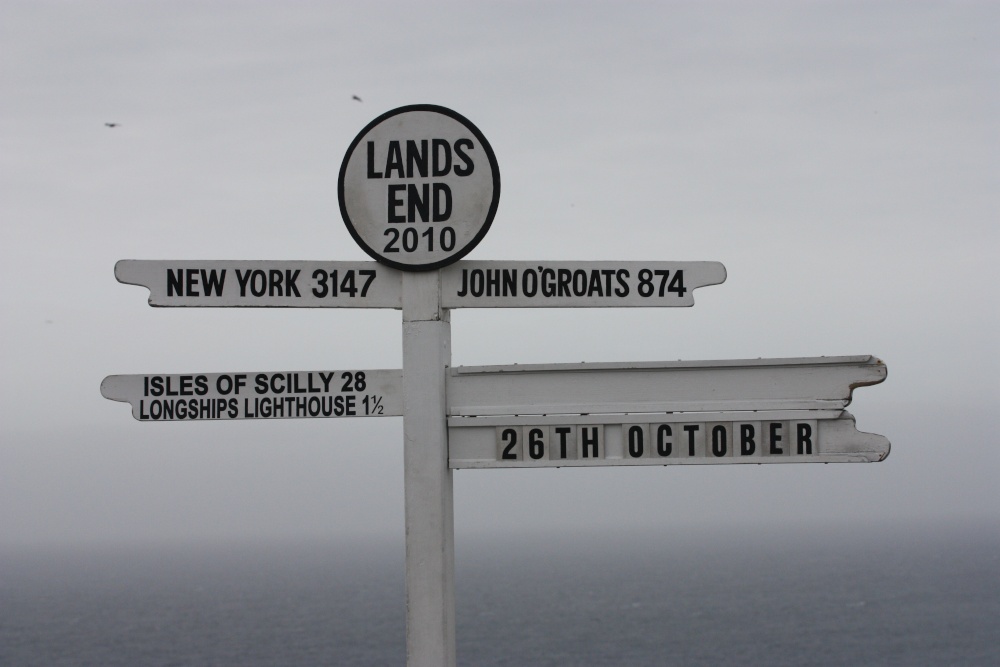 LANDS
END
2010
NEW YORK 3147
JOHN O'GROATS 874
ISLES OF SCILLY 28
LONGSHIPS LIGHTHOUSE 1½
26TH OCTOBER